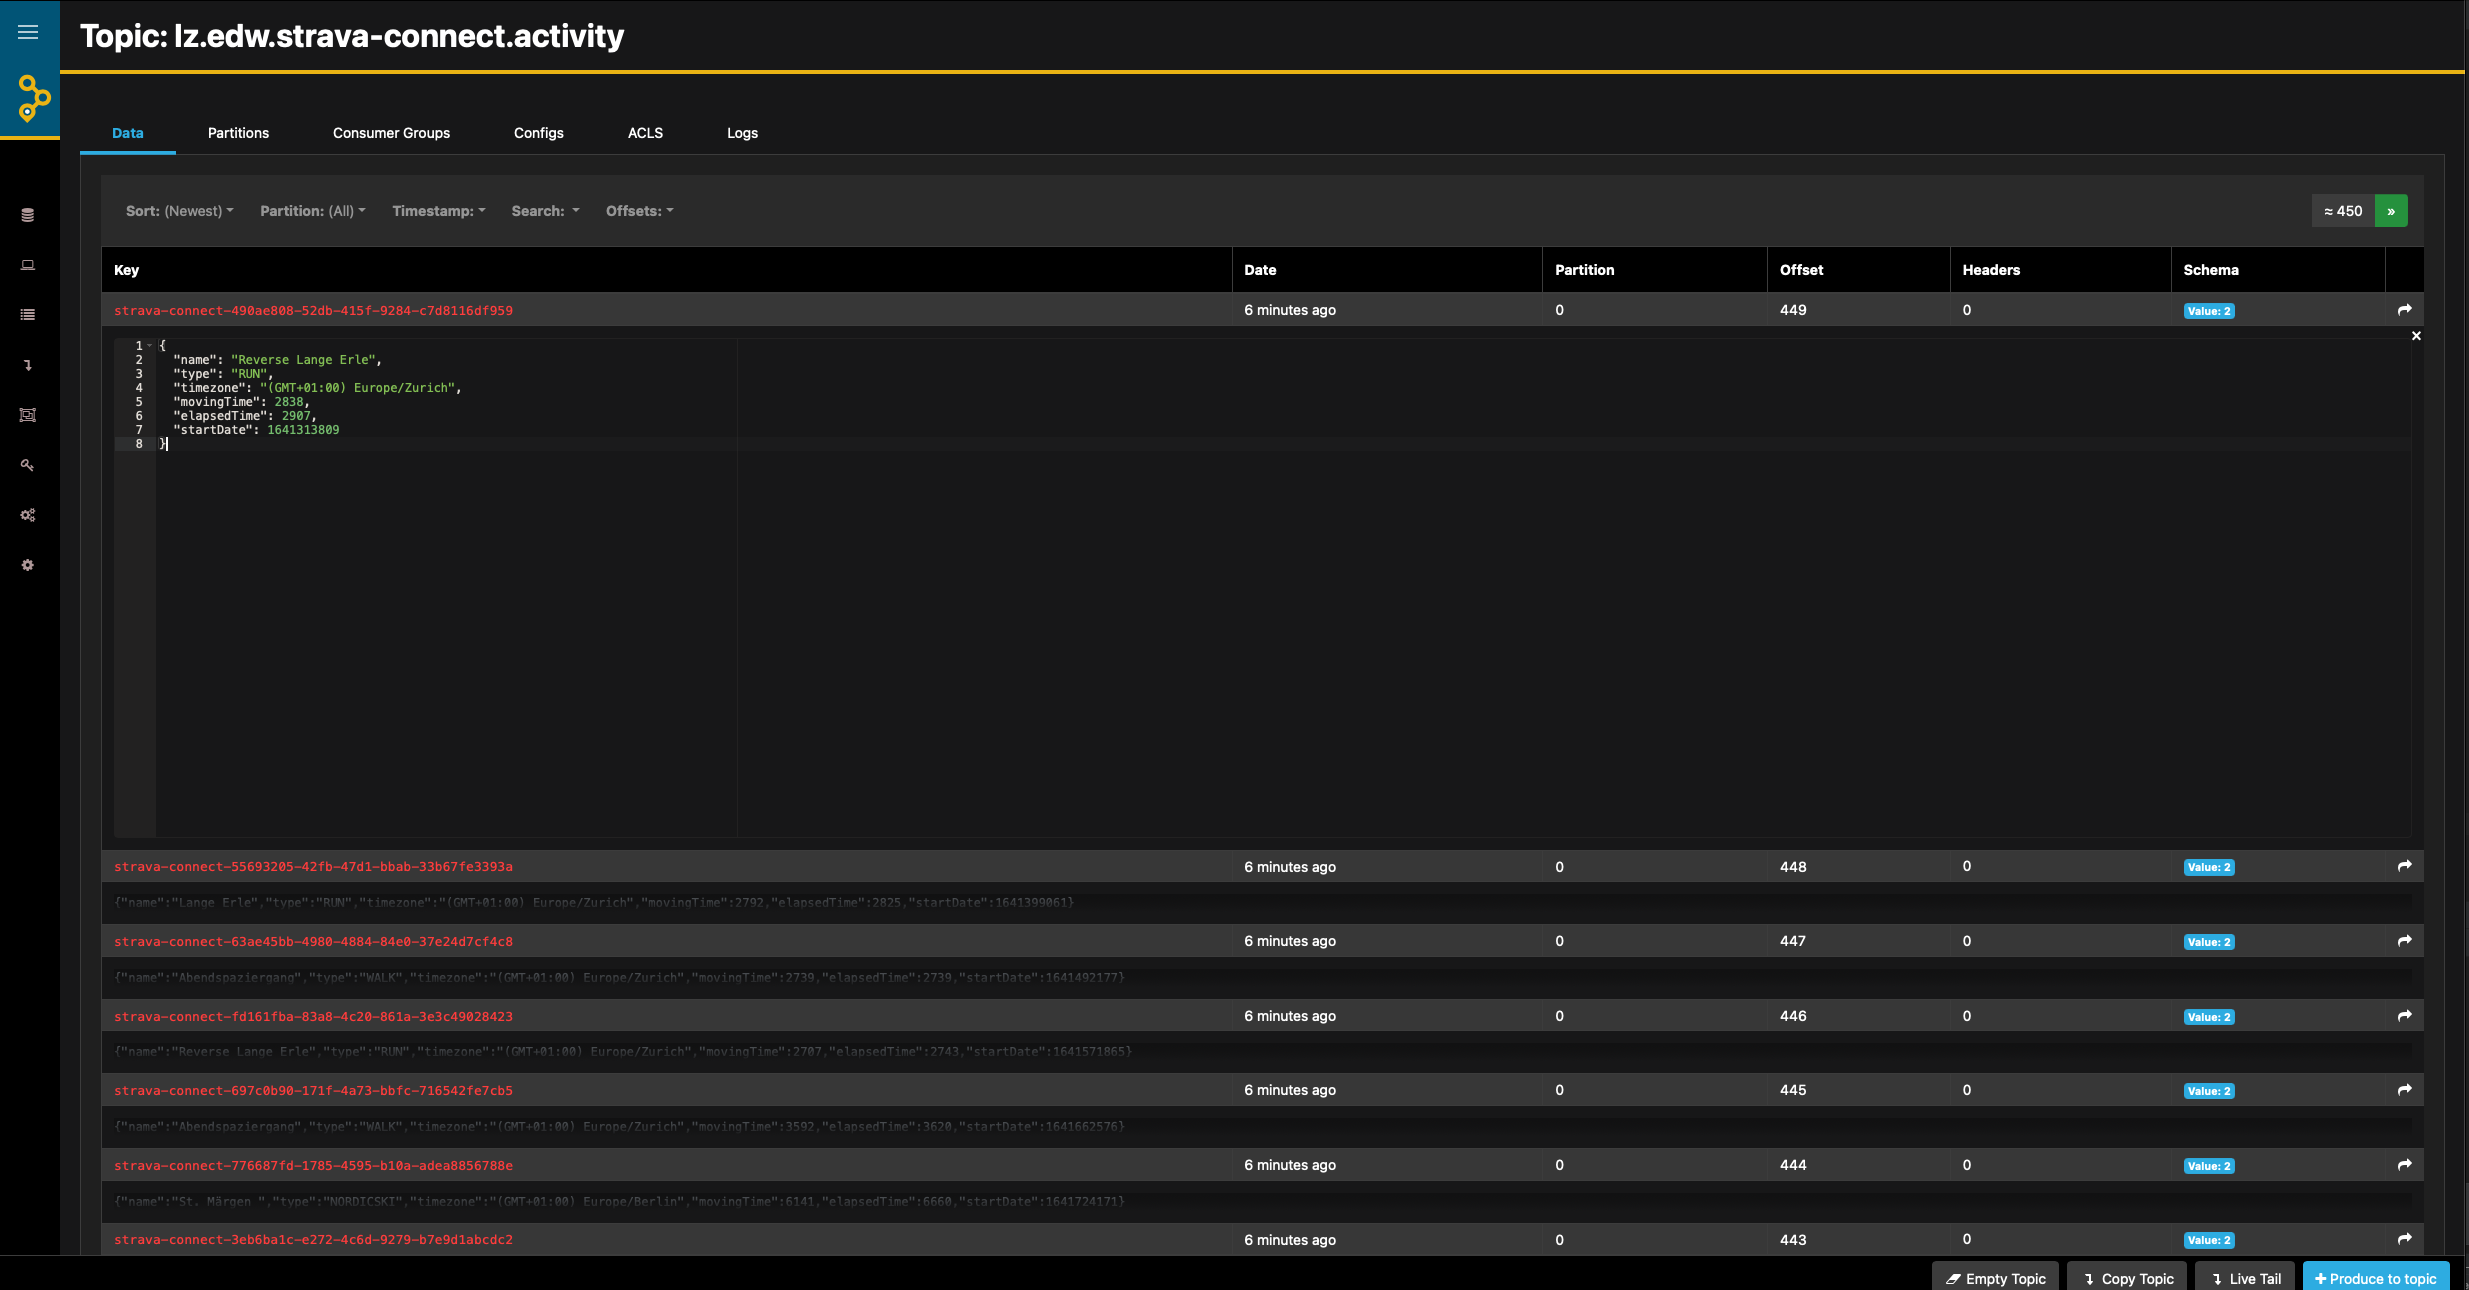 Topic: lz.edw.strava-connect.activity
Data Partitions Consumer Groups Configs ACLS Logs
Sort: (Newest) Partition: (All) Timestamp: Search: Offsets: ≈ 450 »
Key Date Partition Offset Headers Schema
strava-connect-490ae808-52db-415f-9284-c7d8116df959 6 minutes ago 0 449 0 Value: 2
1 {
2 "name": "Reverse Lange Erle",
3 "type": "RUN",
4 "timezone": "(GMT+01:00) Europe/Zurich",
5 "movingTime": 2838,
6 "elapsedTime": 2907,
7 "startDate": 1641313809
8 }
strava-connect-55693205-42fb-47d1-bbab-33b67fe3393a 6 minutes ago 0 448 0 Value: 2
{"name":"Lange Erle","type":"RUN","timezone":"(GMT+01:00) Europe/Zurich","movingTime":2792,"elapsedTime":2825,"startDate":1641399061}
strava-connect-63ae45bb-4980-4884-84e0-37e24d7cf4c8 6 minutes ago 0 447 0 Value: 2
{"name":"Abendspaziergang","type":"WALK","timezone":"(GMT+01:00) Europe/Zurich","movingTime":2739,"elapsedTime":2739,"startDate":1641492177}
strava-connect-fd161fba-83a8-4c20-861a-3e3c49028423 6 minutes ago 0 446 0 Value: 2
{"name":"Reverse Lange Erle","type":"RUN","timezone":"(GMT+01:00) Europe/Zurich","movingTime":2707,"elapsedTime":2743,"startDate":1641571865}
strava-connect-697c0b90-171f-4a73-bbfc-716542fe7cb5 6 minutes ago 0 445 0 Value: 2
{"name":"Abendspaziergang","type":"WALK","timezone":"(GMT+01:00) Europe/Zurich","movingTime":3592,"elapsedTime":3620,"startDate":1641662576}
strava-connect-776687fd-1785-4595-b10a-adea8856788e 6 minutes ago 0 444 0 Value: 2
{"name":"St. Märgen ","type":"NORDICSKI","timezone":"(GMT+01:00) Europe/Berlin","movingTime":6141,"elapsedTime":6660,"startDate":1641724171}
strava-connect-3eb6ba1c-e272-4c6d-9279-b7e9d1abcdc2 6 minutes ago 0 443 0 Value: 2
Empty Topic Copy Topic Live Tail + Produce to topic